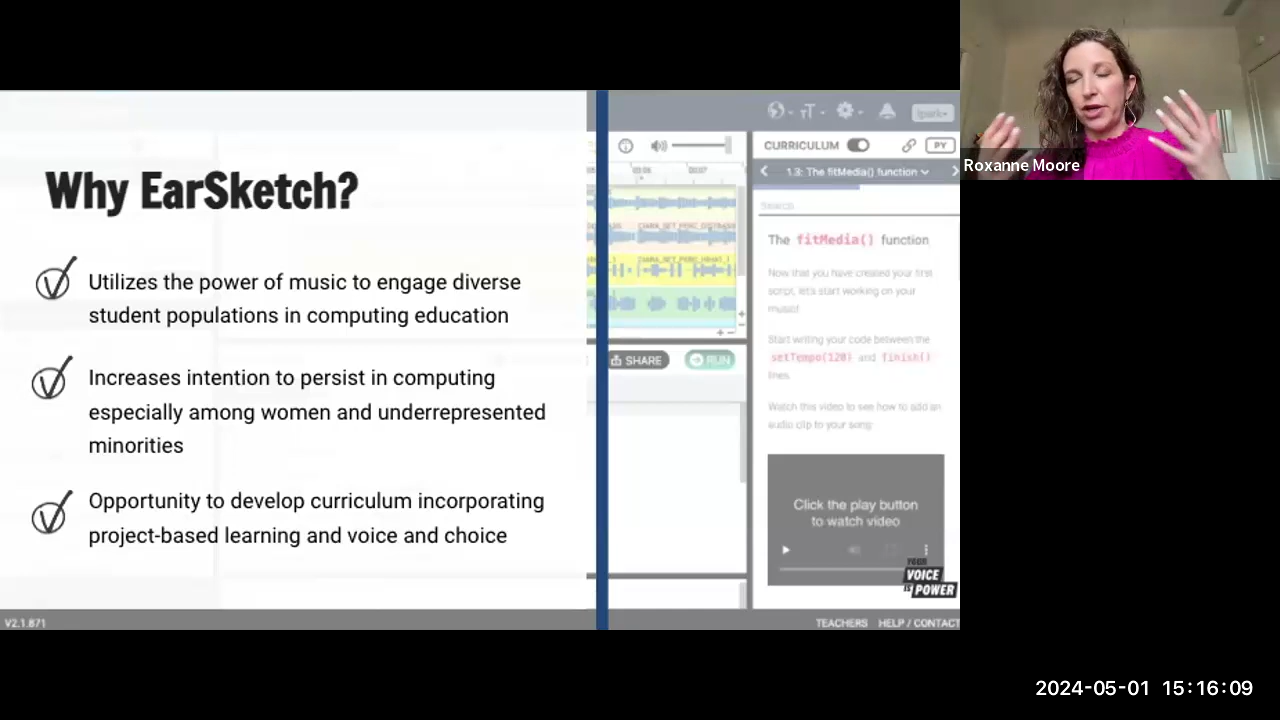 Why EarSketch?
Utilizes the power of music to engage diverse
student populations in computing education
Increases intention to persist in computing
especially among women and underrepresented
minorities
Opportunity to develop curriculum incorporating
project-based learning and voice and choice
V2.1.871
SHARE
RUN
CURRICULUM
PY
1.3: The fitMedia() function
Search
The fitMedia() function
Now that you have created your first
script, let's start working on your
music!
Start writing your code between the
setTempo(120) and finish()
lines.
Watch this video to see how to add an
audio clip to your song:
Click the play button
to watch video
YOUR
VOICE
IS POWER
TEACHERS HELP / CONTACT
Roxanne Moore
2024-05-01 15:16:09